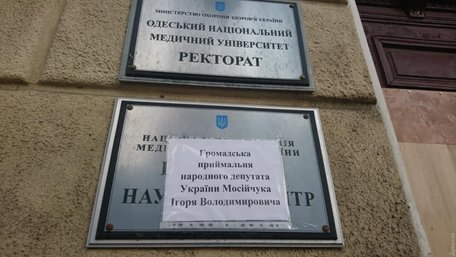 МІНІСТЕРСТВО ОХОРОНИ ЗДОРОВ'Я УКРАЇНИ
ОДЕСЬКИЙ НАЦІОНАЛЬНИЙ
МЕДИЧНИЙ УНІВЕРСИТЕТ
РЕКТОРАТ
Громадська
приймальня
народного депутата
України Мосійчука
Ігоря Володимировича